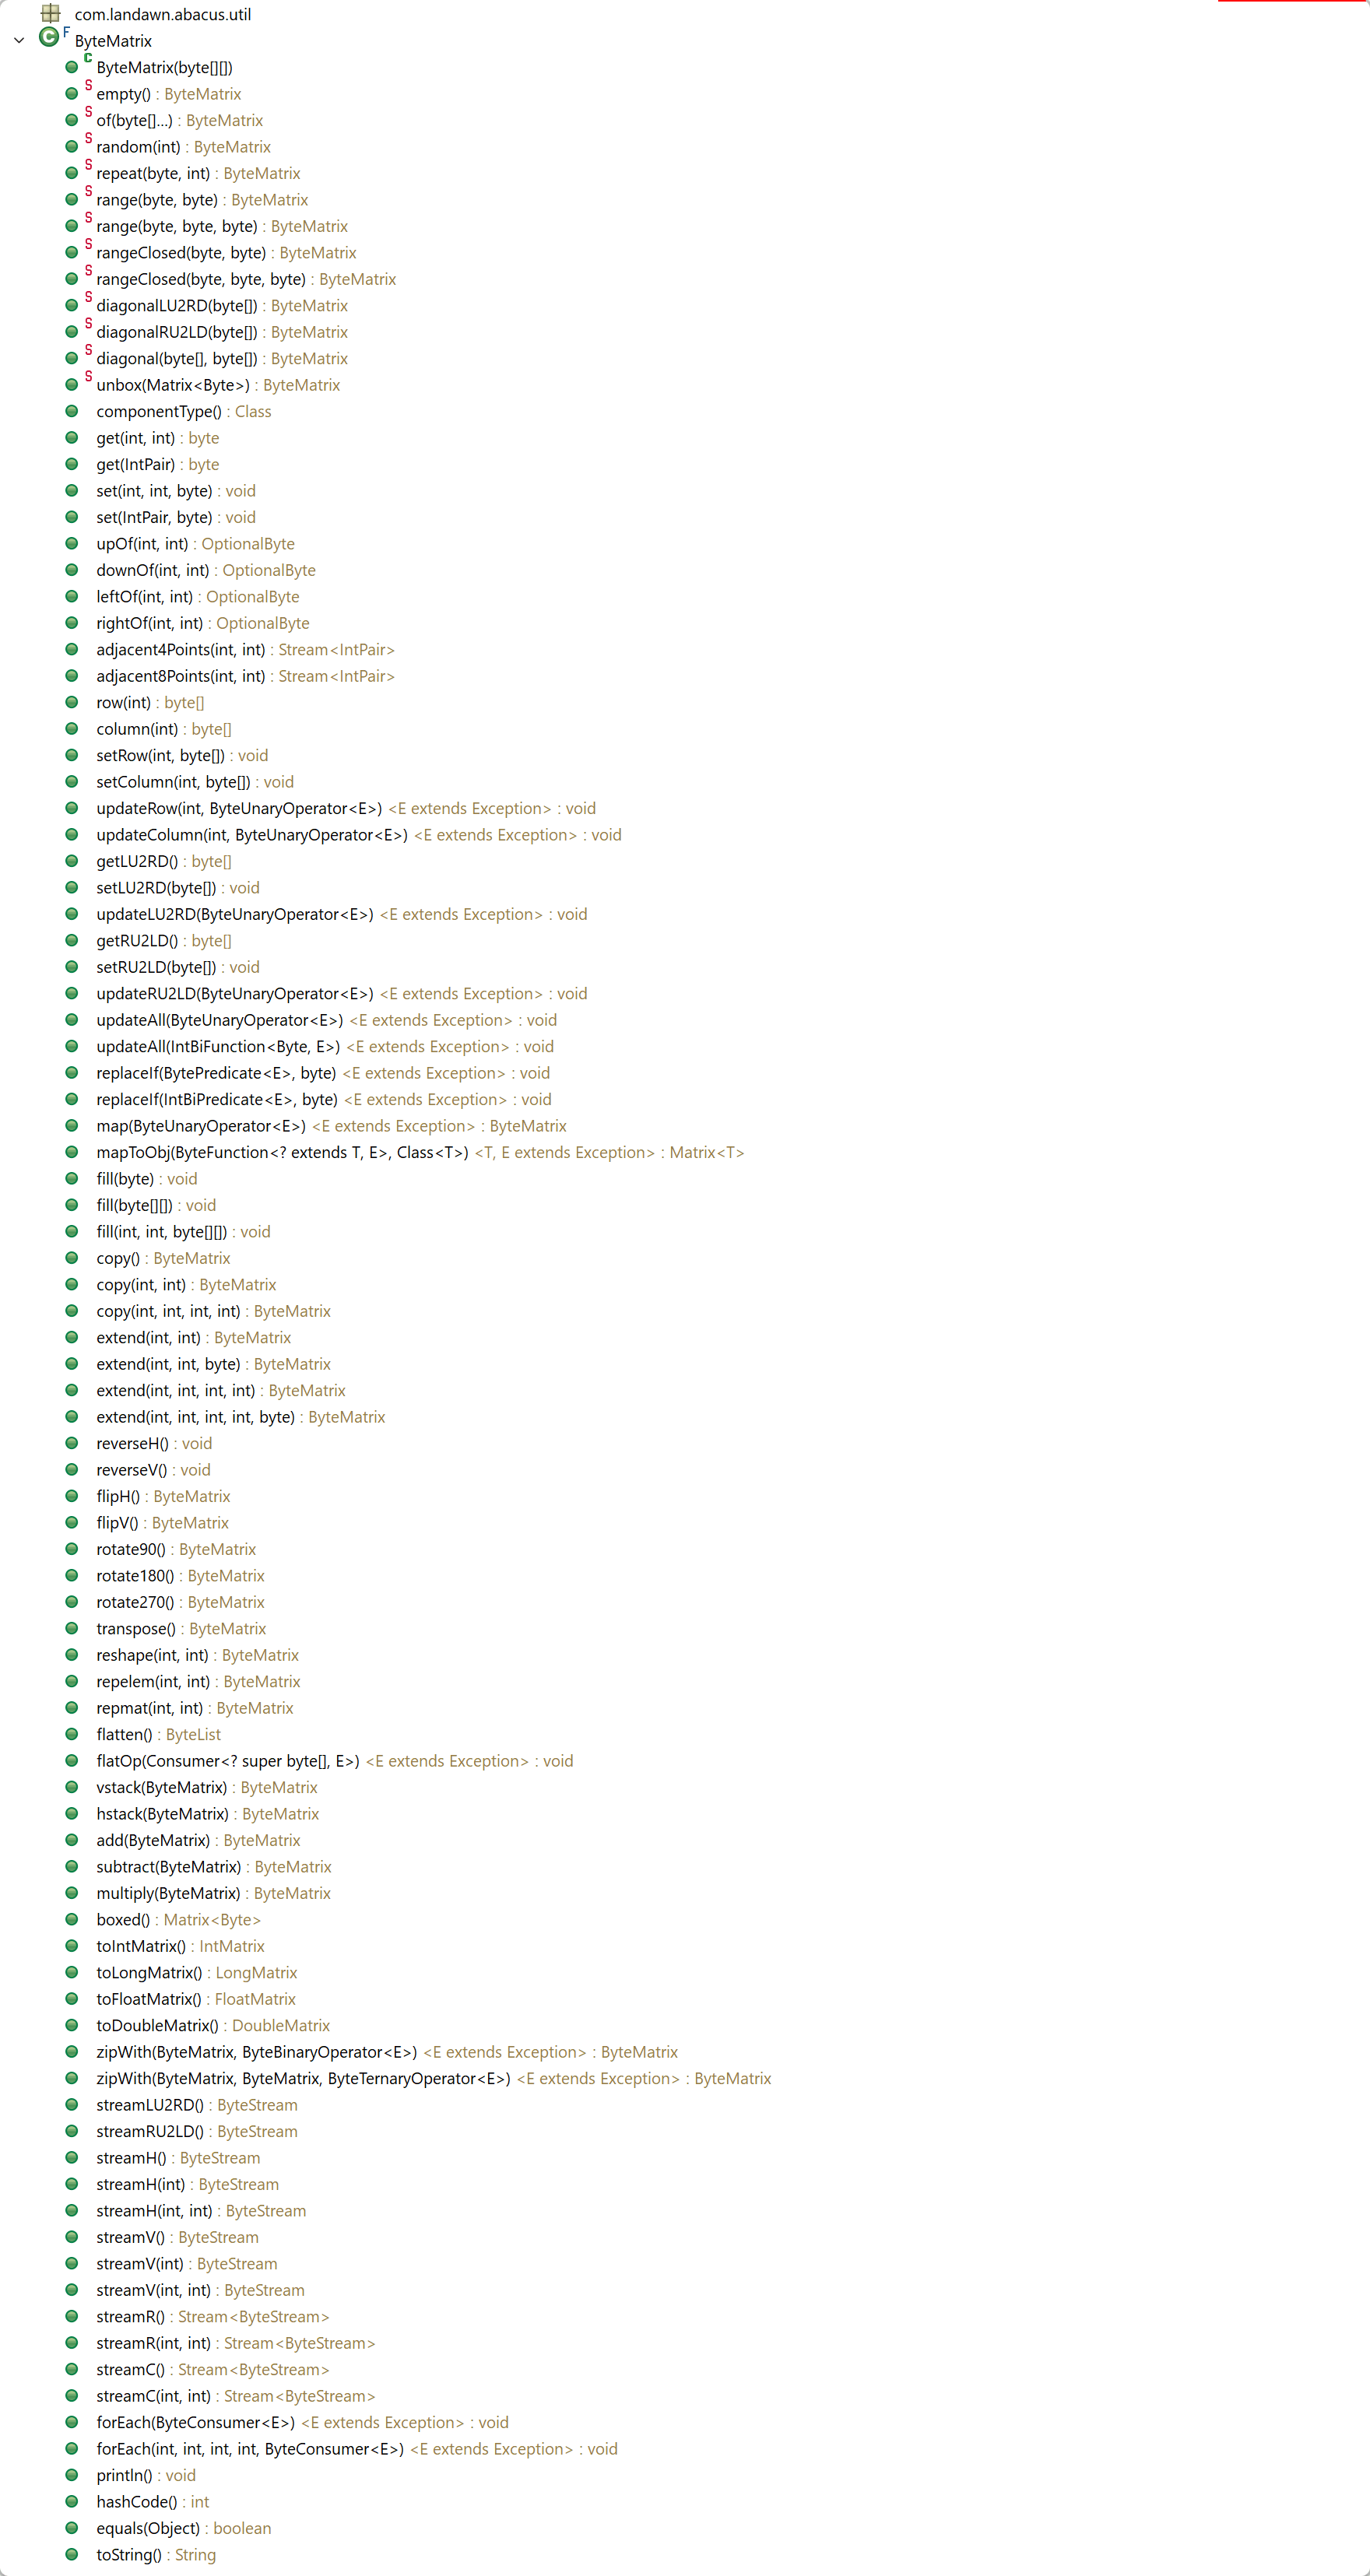 com.landawn.abacus.util
C F ByteMatrix
C ByteMatrix(byte[][])
S empty() : ByteMatrix
S of(byte[]...) : ByteMatrix
S random(int) : ByteMatrix
S repeat(byte, int) : ByteMatrix
S range(byte, byte) : ByteMatrix
S range(byte, byte, byte) : ByteMatrix
S rangeClosed(byte, byte) : ByteMatrix
S rangeClosed(byte, byte, byte) : ByteMatrix
S diagonalLU2RD(byte[]) : ByteMatrix
S diagonalRU2LD(byte[]) : ByteMatrix
S diagonal(byte[], byte[]) : ByteMatrix
S unbox(Matrix<Byte>) : ByteMatrix
componentType() : Class
get(int, int) : byte
get(IntPair) : byte
set(int, int, byte) : void
set(IntPair, byte) : void
upOf(int, int) : OptionalByte
downOf(int, int) : OptionalByte
leftOf(int, int) : OptionalByte
rightOf(int, int) : OptionalByte
adjacent4Points(int, int) : Stream<IntPair>
adjacent8Points(int, int) : Stream<IntPair>
row(int) : byte[]
column(int) : byte[]
setRow(int, byte[]) : void
setColumn(int, byte[]) : void
updateRow(int, ByteUnaryOperator<E>) <E extends Exception> : void
updateColumn(int, ByteUnaryOperator<E>) <E extends Exception> : void
getLU2RD() : byte[]
setLU2RD(byte[]) : void
updateLU2RD(ByteUnaryOperator<E>) <E extends Exception> : void
getRU2LD() : byte[]
setRU2LD(byte[]) : void
updateRU2LD(ByteUnaryOperator<E>) <E extends Exception> : void
updateAll(ByteUnaryOperator<E>) <E extends Exception> : void
updateAll(IntBiFunction<Byte, E>) <E extends Exception> : void
replaceIf(BytePredicate<E>, byte) <E extends Exception> : void
replaceIf(IntBiPredicate<E>, byte) <E extends Exception> : void
map(ByteUnaryOperator<E>) <E extends Exception> : ByteMatrix
mapToObj(ByteFunction<? extends T, E>, Class<T>) <T, E extends Exception> : Matrix<T>
fill(byte) : void
fill(byte[][]) : void
fill(int, int, byte[][]) : void
copy() : ByteMatrix
copy(int, int) : ByteMatrix
copy(int, int, int, int) : ByteMatrix
extend(int, int) : ByteMatrix
extend(int, int, byte) : ByteMatrix
extend(int, int, int, int) : ByteMatrix
extend(int, int, int, int, byte) : ByteMatrix
reverseH() : void
reverseV() : void
flipH() : ByteMatrix
flipV() : ByteMatrix
rotate90() : ByteMatrix
rotate180() : ByteMatrix
rotate270() : ByteMatrix
transpose() : ByteMatrix
reshape(int, int) : ByteMatrix
repelem(int, int) : ByteMatrix
repmat(int, int) : ByteMatrix
flatten() : ByteList
flatOp(Consumer<? super byte[], E>) <E extends Exception> : void
vstack(ByteMatrix) : ByteMatrix
hstack(ByteMatrix) : ByteMatrix
add(ByteMatrix) : ByteMatrix
subtract(ByteMatrix) : ByteMatrix
multiply(ByteMatrix) : ByteMatrix
boxed() : Matrix<Byte>
toIntMatrix() : IntMatrix
toLongMatrix() : LongMatrix
toFloatMatrix() : FloatMatrix
toDoubleMatrix() : DoubleMatrix
zipWith(ByteMatrix, ByteBinaryOperator<E>) <E extends Exception> : ByteMatrix
zipWith(ByteMatrix, ByteMatrix, ByteTernaryOperator<E>) <E extends Exception> : ByteMatrix
streamLU2RD() : ByteStream
streamRU2LD() : ByteStream
streamH() : ByteStream
streamH(int) : ByteStream
streamH(int, int) : ByteStream
streamV() : ByteStream
streamV(int) : ByteStream
streamV(int, int) : ByteStream
streamR() : Stream<ByteStream>
streamR(int, int) : Stream<ByteStream>
streamC() : Stream<ByteStream>
streamC(int, int) : Stream<ByteStream>
forEach(ByteConsumer<E>) <E extends Exception> : void
forEach(int, int, int, int, ByteConsumer<E>) <E extends Exception> : void
println() : void
hashCode() : int
equals(Object) : boolean
toString() : String